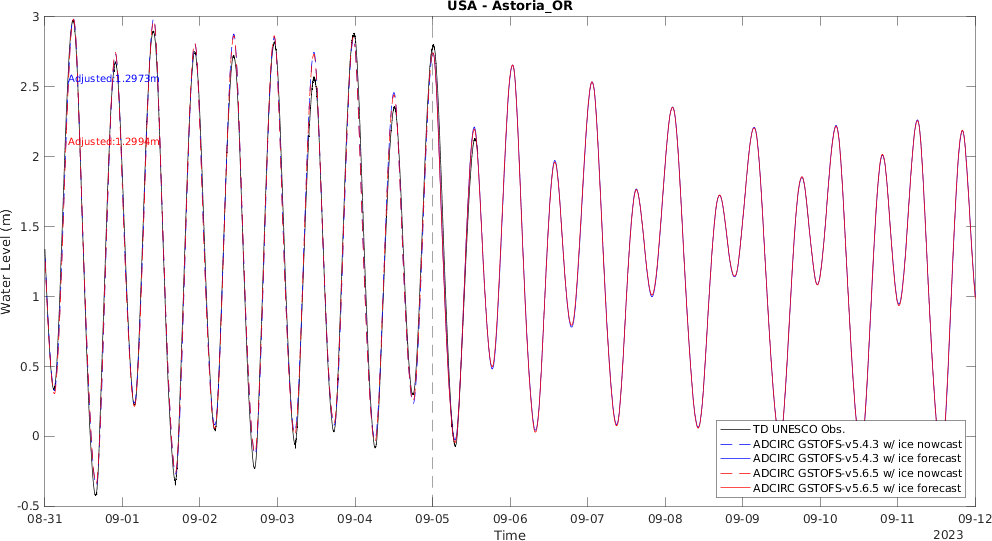 USA - Astoria_OR
3
2.5
2
1.5
1
0.5
0
-0.5
Water Level (m)
Adjusted:1.2973m
Adjusted:1.2994m
TD UNESCO Obs.
ADCIRC GSTOFS-v5.4.3 w/ ice nowcast
ADCIRC GSTOFS-v5.4.3 w/ ice forecast
ADCIRC GSTOFS-v5.6.5 w/ ice nowcast
ADCIRC GSTOFS-v5.6.5 w/ ice forecast
08-31 09-01 09-02 09-03 09-04 09-05 09-06 09-07 09-08 09-09 09-10 09-11 09-12
Time
2023